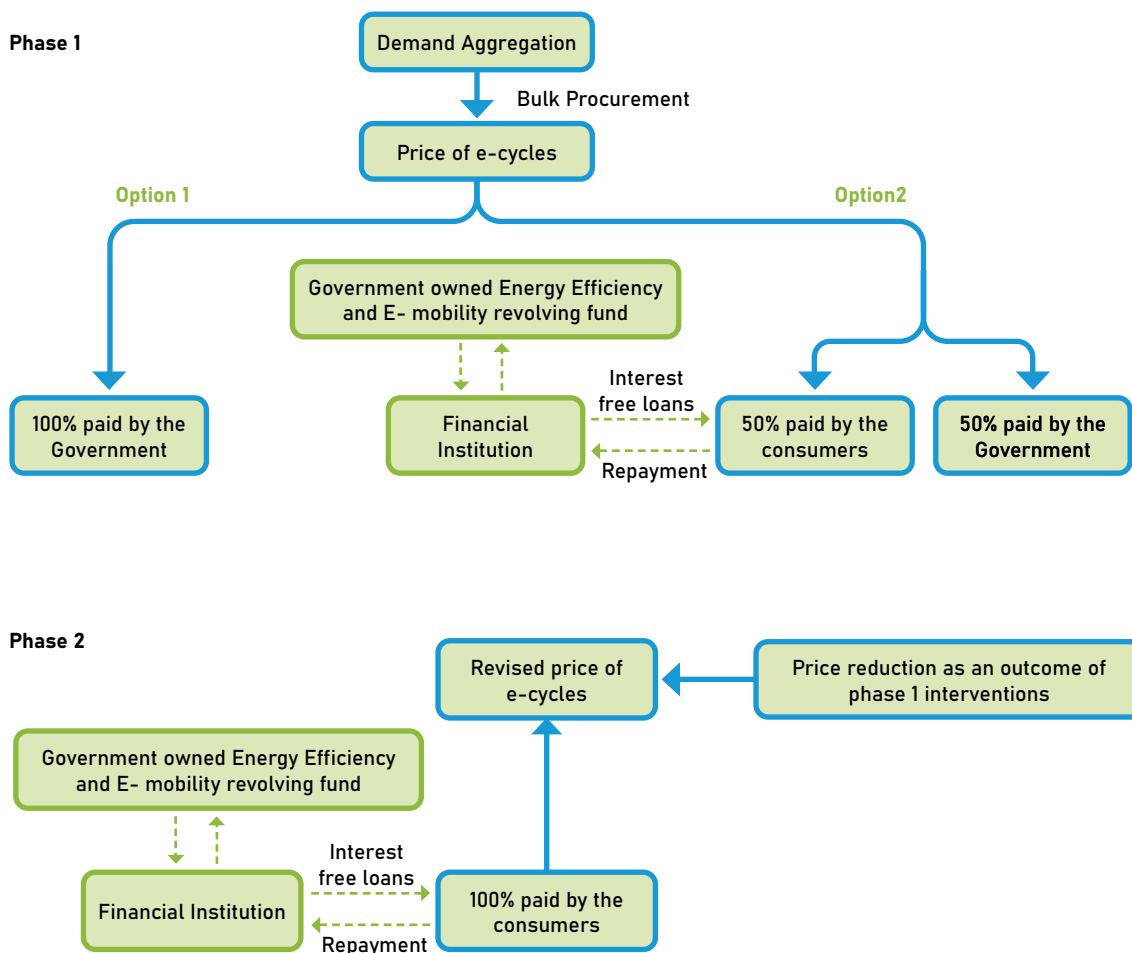 Phase 1
Demand Aggregation
Bulk Procurement
Price of e-cycles
Option 1
Option2
Government owned Energy Efficiency
and E- mobility revolving fund
100% paid by the
Government
Financial
Institution
Interest
free loans
Repayment
50% paid by the
consumers
50% paid by the
Government
Phase 2
Revised price of
e-cycles
Price reduction as an outcome of
phase 1 interventions
Government owned Energy Efficiency
and E- mobility revolving fund
Financial Institution
Interest
free loans
Repayment
100% paid by the
consumers